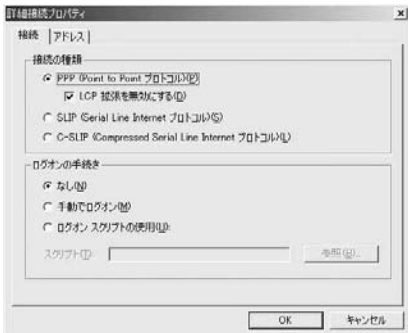 詳細接続プロパティ
接続 アドレス
接続の種類
PPP (Point to Point プロトコル)(P)
LCP 拡張を無効にする(D)
SLIP (Serial Line Internet プロトコル)(S)
C-SLIP (Compressed Serial Line Internet プロトコル)(L)
ログオンの手続き
なし(N)
手動でログオン(M)
ログオン スクリプトの使用(U):
スクリプト(T):
参照(B)...
OK キャンセル